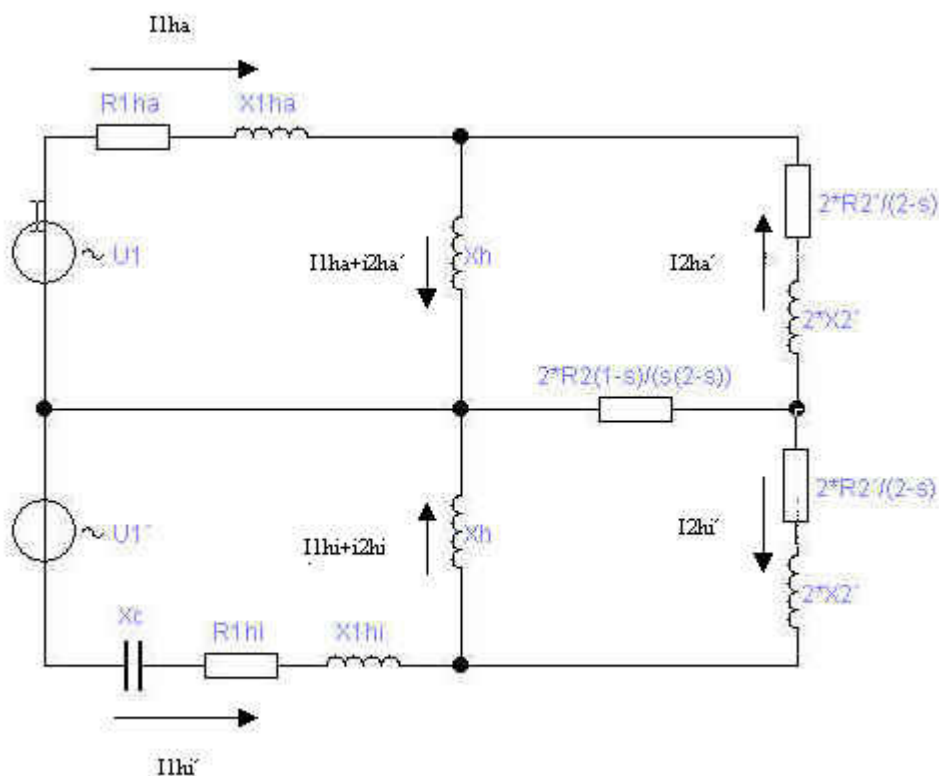 I1ha
R1ha
X1ha
2*R2´/(2-s)
U1
I1ha+i2ha´
Xh
I2ha´
2*X2´
2*R2(1-s)/(s(2-s))
2*R2´/(2-s)
U1´
I1hi+i2hi
Xh
I2hi´
2*X2´
Xc
R1hi
X1hi
I1hi´